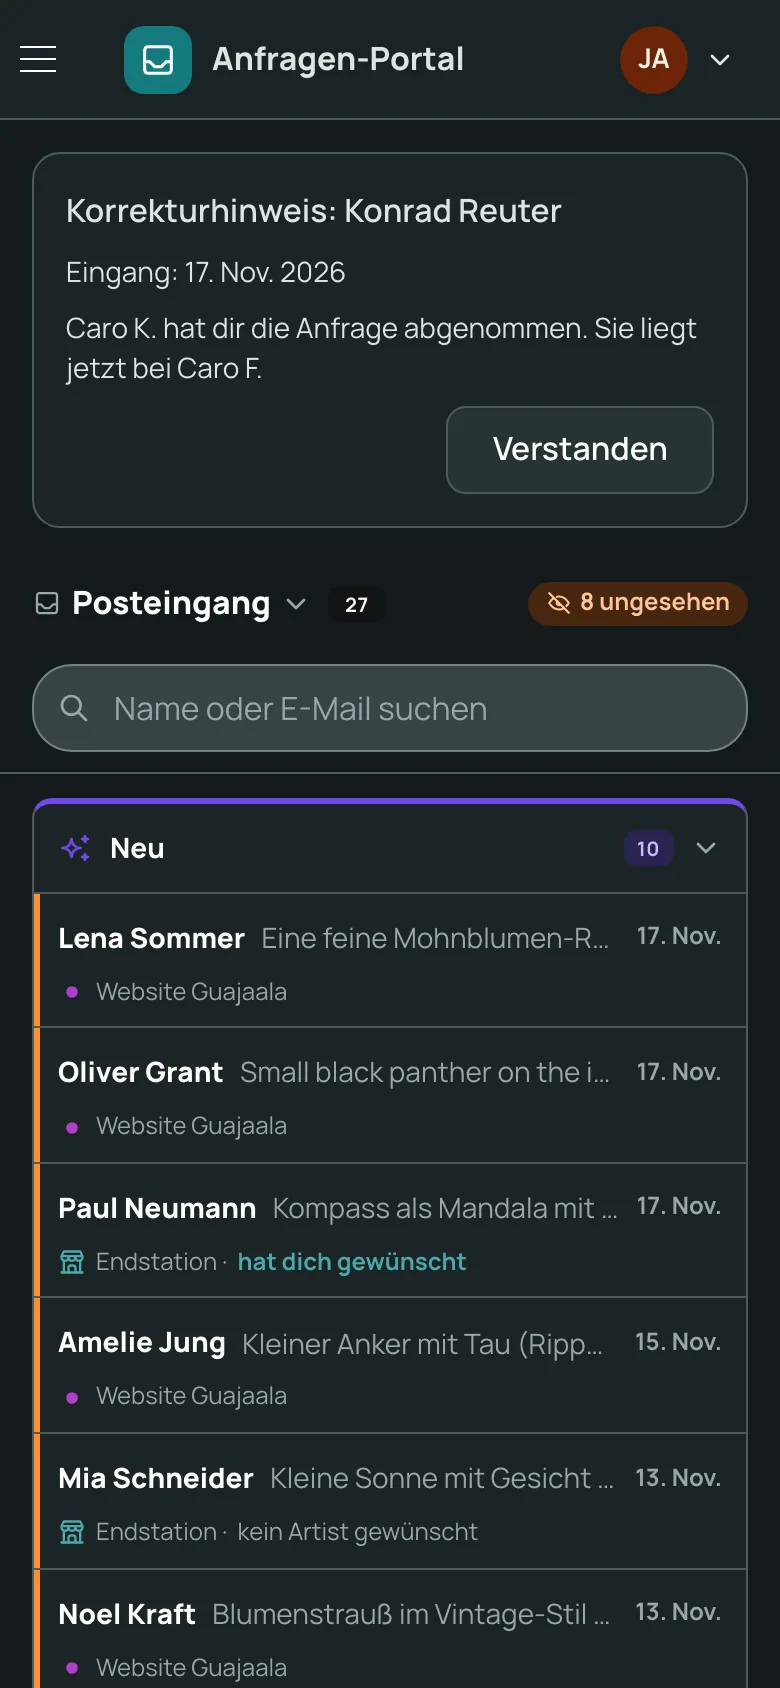 Anfragen-Portal
JA
Korrekturhinweis: Konrad Reuter
Eingang: 17. Nov. 2026
Caro K. hat dir die Anfrage abgenommen. Sie liegt
jetzt bei Caro F.
Verstanden
Posteingang 27
8 ungesehen
Name oder E-Mail suchen
Neu 10
Lena Sommer Eine feine Mohnblumen-R... 17. Nov.
Website Guajaala
Oliver Grant Small black panther on the i... 17. Nov.
Website Guajaala
Paul Neumann Kompass als Mandala mit ... 17. Nov.
Endstation · hat dich gewünscht
Amelie Jung Kleiner Anker mit Tau (Ripp... 15. Nov.
Website Guajaala
Mia Schneider Kleine Sonne mit Gesicht ... 13. Nov.
Endstation · kein Artist gewünscht
Noel Kraft Blumenstrauß im Vintage-Stil ... 13. Nov.
Website Guajaala